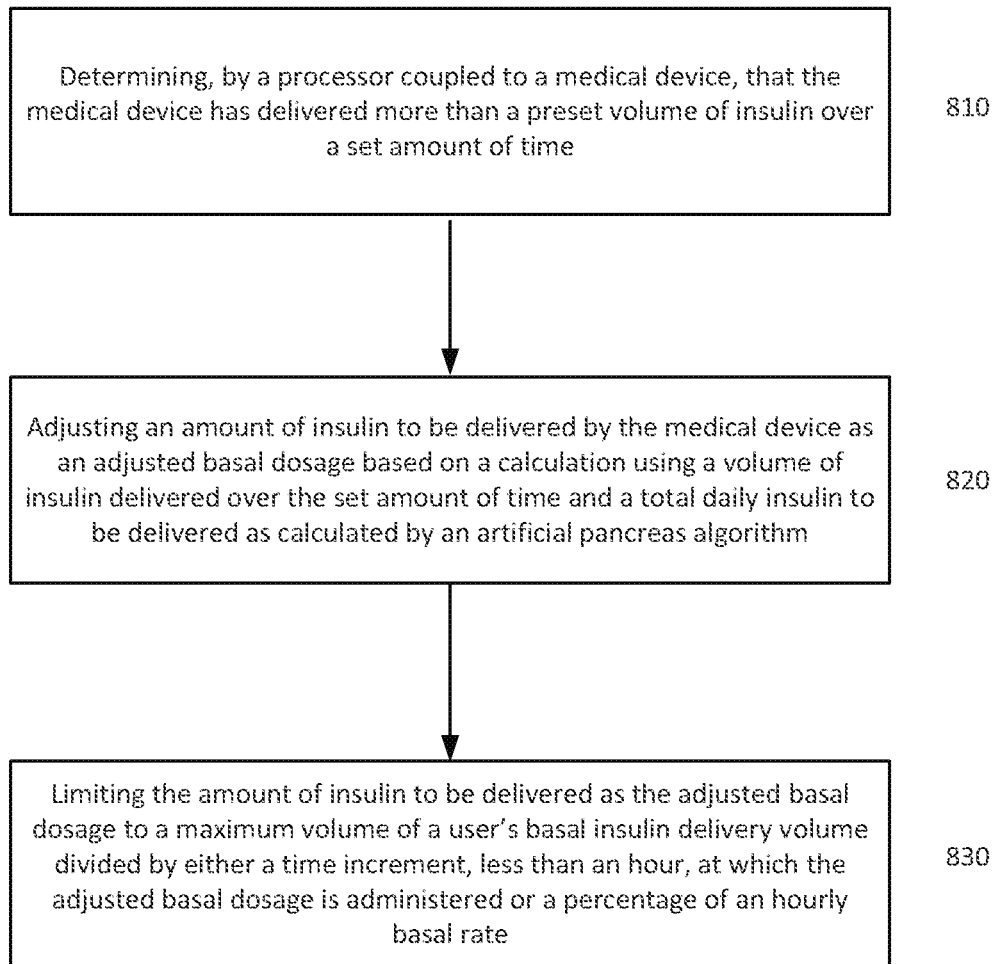 Determining, by a processor coupled to a medical device, that the
medical device has delivered more than a preset volume of insulin over
a set amount of time
810
Adjusting an amount of insulin to be delivered by the medical device as
an adjusted basal dosage based on a calculation using a volume of
insulin delivered over the set amount of time and a total daily insulin to
be delivered as calculated by an artificial pancreas algorithm
820
Limiting the amount of insulin to be delivered as the adjusted basal
dosage to a maximum volume of a user's basal insulin delivery volume
divided by either a time increment, less than an hour, at which the
adjusted basal dosage is administered or a percentage of an hourly
basal rate
830